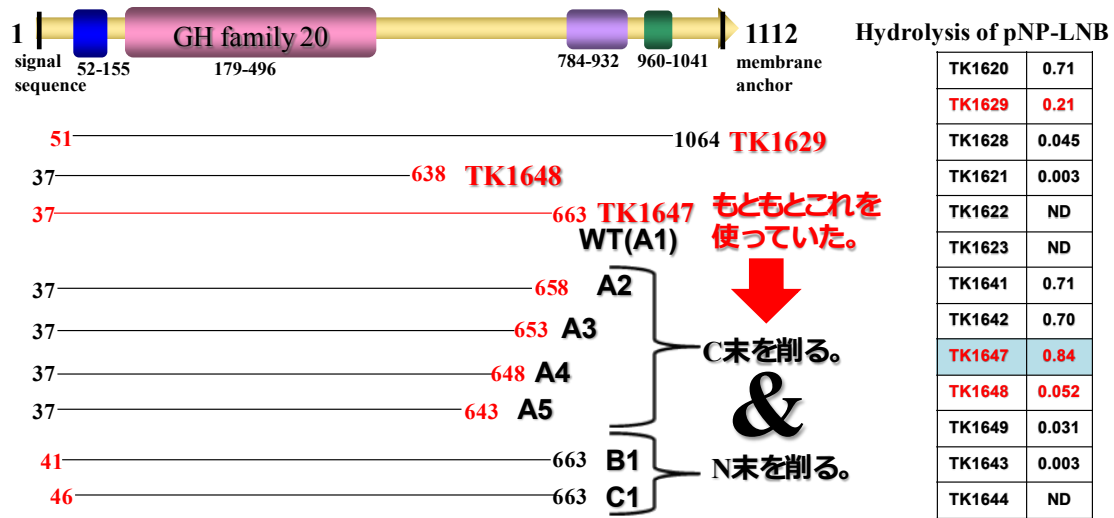 1
GH family 20
1112
signal
sequence
52-155
179-496
784-932
960-1041
membrane
anchor
51
1064
TK1629
37
638
TK1648
37
663
TK1647
WT(A1)
もともとこれを
使っていた。
37
658
A2
37
653
A3
37
648
A4
37
643
A5
C末を削る。
&
41
663
B1
N末を削る。
46
663
C1
Hydrolysis of pNP-LNB
TK1620 0.71
TK1629 0.21
TK1628 0.045
TK1621 0.003
TK1622 ND
TK1623 ND
TK1641 0.71
TK1642 0.70
TK1647 0.84
TK1648 0.052
TK1649 0.031
TK1643 0.003
TK1644 ND